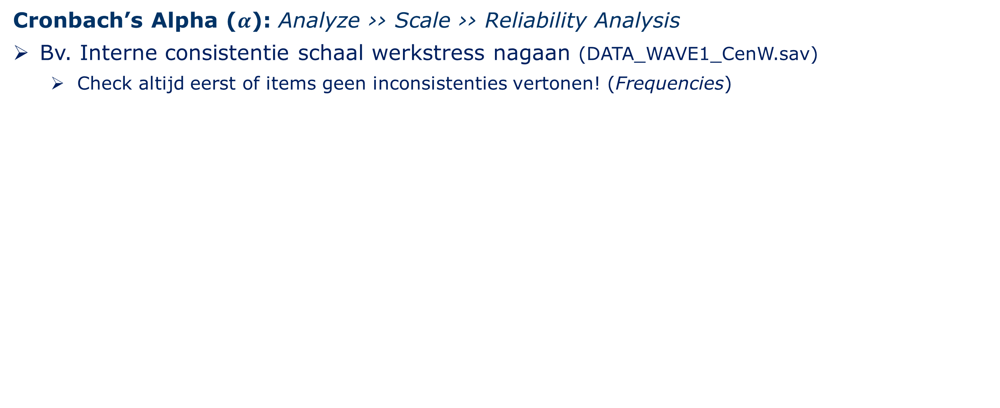 Cronbach’s Alpha (α): Analyze ›› Scale ›› Reliability Analysis
➢ Bv. Interne consistentie schaal werkstress nagaan (DATA_WAVE1_CenW.sav)
➢ Check altijd eerst of items geen inconsistenties vertonen! (Frequencies)